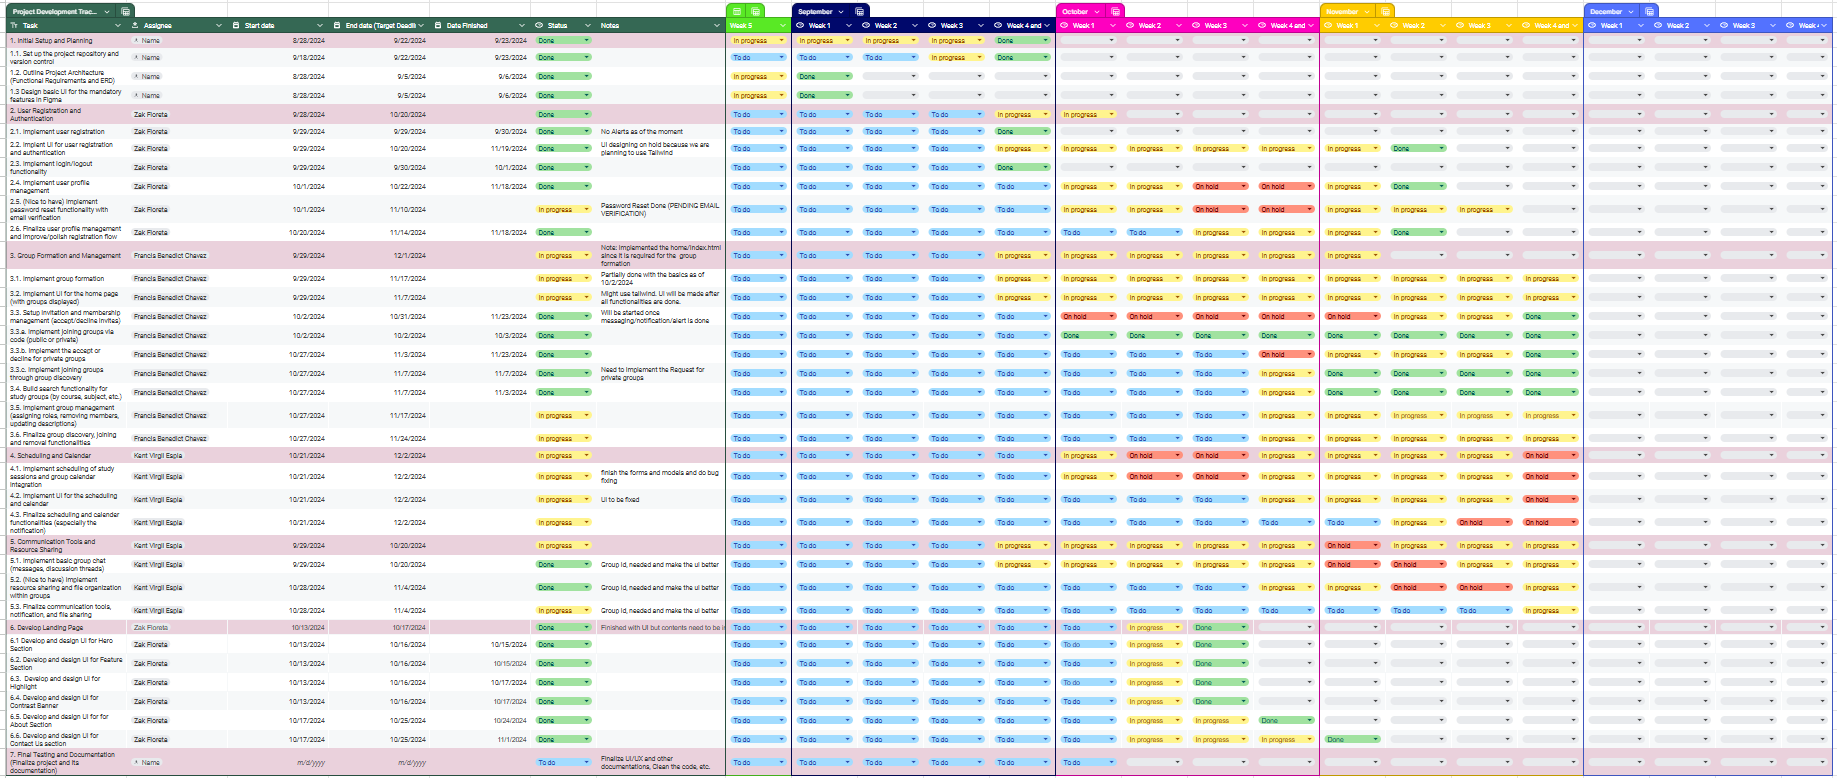 Project Development Trac... September October November December
Task Assignee Start date End date (Target Deadli Date Finished Status Notes Week 5 Week 1 Week 2 Week 3 Week 4 and Week 1 Week 2 Week 3 Week 4 and Week 1 Week 2 Week 3 Week 4 and Week 1 Week 2 Week 3 Week 4
1. Initial Setup and Planning Name 8/28/2024 9/22/2024 9/23/2024 Done In progress In progress In progress In progress Done
1.1. Set up the project repository and
version control Name 9/18/2024 9/22/2024 9/23/2024 Done To do To do To do In progress Done
1.2. Outline Project Architecture
(Functional Requirements and ERD) Name 8/28/2024 9/5/2024 9/6/2024 Done In progress Done
1.3 Design basic UI for the mandatory
features in Figma Name 8/28/2024 9/5/2024 9/6/2024 Done In progress Done
2. User Registration and
Authentication Zak Floreta 9/28/2024 10/20/2024 Done To do To do To do To do In progress In progress
2.1. Implement user registration Zak Floreta 9/29/2024 9/29/2024 9/30/2024 Done No Alerts as of the moment To do To do To do To do Done
2.2. Implent UI for user registration
and authentication Zak Floreta 9/29/2024 10/20/2024 11/19/2024 Done UI designing on hold because we are
planning to use Tailwind To do To do To do To do In progress In progress In progress In progress In progress In progress Done
2.3. Implement login/logout
functionality Zak Floreta 9/29/2024 9/30/2024 10/1/2024 Done To do To do To do To do Done
2.4. Implement user profile
management Zak Floreta 10/1/2024 10/22/2024 11/18/2024 Done To do To do To do To do To do In progress In progress On hold On hold In progress Done
2.5. (Nice to have) Implement
password reset functionality with
email verification Zak Floreta 10/1/2024 11/10/2024 In progress Password Reset Done (PENDING EMAIL
VERIFICATION) To do To do To do To do To do In progress In progress On hold On hold In progress In progress In progress
2.6. Finalize user profile management
and improve/polish registration flow Zak Floreta 10/20/2024 11/14/2024 11/18/2024 Done To do To do To do To do To do To do To do In progress In progress In progress Done
3. Group Formation and Management Francis Benedict Chavez 9/29/2024 12/1/2024 In progress Note: Implemented the home/index.html
since it is required for the group
formation To do To do To do To do In progress In progress In progress In progress In progress In progress
3.1. Implement group formation Francis Benedict Chavez 9/29/2024 11/17/2024 In progress Partially done with the basics as of
10/2/2024 To do To do To do To do In progress In progress In progress In progress In progress In progress In progress In progress In progress
3.2. Implement UI for the home page
(with groups displayed) Francis Benedict Chavez 9/29/2024 11/7/2024 In progress Might use tailwind. UI will be made after
all functionalities are done. To do To do To do To do In progress In progress In progress In progress In progress In progress In progress In progress In progress
3.3. Setup invitation and membership
management (accept/decline invites) Francis Benedict Chavez 10/2/2024 10/31/2024 11/23/2024 Done Will be started once
messaging/notification/alert is done To do To do To do To do To do On hold On hold On hold On hold On hold In progress In progress Done
3.3.a. Implement joining groups via
code (public or private) Francis Benedict Chavez 10/2/2024 10/2/2024 10/3/2024 Done To do To do To do To do To do Done Done Done Done Done Done Done Done
3.3.b. Implement the accept or
decline for private groups Francis Benedict Chavez 10/27/2024 11/3/2024 11/23/2024 Done To do To do To do To do To do To do To do To do On hold In progress In progress In progress Done
3.3.c. Implement joining groups
through group discovery Francis Benedict Chavez 10/27/2024 11/7/2024 11/7/2024 Done Need to implement the Request for
private groups To do To do To do To do To do To do To do To do In progress Done Done Done Done
3.4. Build search functionality for
study groups (by course, subject, etc.) Francis Benedict Chavez 10/27/2024 11/7/2024 11/3/2024 Done To do To do To do To do To do To do To do To do In progress Done Done Done Done
3.5. Implement group management
(assigning roles, removing members,
updating descriptions) Francis Benedict Chavez 10/27/2024 11/17/2024 In progress To do To do To do To do To do To do To do To do In progress In progress In progress In progress In progress
3.6. Finalize group discovery, joining
and removal functionalities Francis Benedict Chavez 10/27/2024 11/24/2024 In progress To do To do To do To do To do To do To do To do In progress In progress In progress In progress In progress
4. Scheduling and Calendar Kent Virgil Espia 10/21/2024 12/2/2024 In progress To do To do To do To do To do In progress On hold On hold In progress In progress In progress In progress On hold
4.1. Implement scheduling of study
sessions and group calendar
integration Kent Virgil Espia 10/21/2024 12/2/2024 In progress finish the forms and models and do bug
fixing To do To do To do To do To do In progress On hold On hold In progress In progress In progress In progress On hold
4.2. Implement UI for the scheduling
and calendar Kent Virgil Espia 10/21/2024 12/2/2024 In progress UI to be fixed To do To do To do To do To do To do To do To do In progress In progress In progress In progress On hold
4.3. Finalize scheduling and calendar
functionalities (especially the
notification) Kent Virgil Espia 10/21/2024 12/2/2024 In progress To do To do To do To do To do To do To do To do To do To do In progress On hold On hold
5. Communication Tools and
Resource Sharing Kent Virgil Espia 9/29/2024 10/20/2024 In progress To do To do To do To do In progress In progress In progress In progress In progress On hold In progress In progress In progress
5.1. Implement basic group chat
(messages, discussion threads) Kent Virgil Espia 9/29/2024 10/20/2024 Done Group Id, needed and make the ui better To do To do To do To do In progress In progress In progress In progress In progress On hold On hold In progress In progress
5.2. (Nice to have) Implement
resource sharing and file organization
within groups Kent Virgil Espia 10/28/2024 11/4/2024 Done Group Id, needed and make the ui better To do To do To do To do To do To do To do To do In progress In progress On hold On hold In progress
5.3. Finalize communication tools,
notification, and file sharing Kent Virgil Espia 10/28/2024 11/4/2024 In progress Group Id, needed and make the ui better To do To do To do To do To do To do To do To do To do To do To do To do In progress
6. Develop Landing Page Zak Floreta 10/13/2024 10/17/2024 Done Finished with UI but contents need to be To do To do To do To do To do To do In progress Done
6.1 Develop and design UI for Hero
Section Zak Floreta 10/13/2024 10/16/2024 10/15/2024 Done To do To do To do To do To do To do In progress Done
6.2. Develop and design UI for Feature
Section Zak Floreta 10/13/2024 10/16/2024 10/15/2024 Done To do To do To do To do To do To do In progress Done
6.3. Develop and design UI for
Highlight Zak Floreta 10/13/2024 10/16/2024 10/17/2024 Done To do To do To do To do To do To do In progress Done
6.4. Develop and design UI for
Contrast Banner Zak Floreta 10/13/2024 10/16/2024 10/17/2024 Done To do To do To do To do To do To do In progress Done
6.5. Develop and design UI for for
About Section Zak Floreta 10/17/2024 10/25/2024 10/24/2024 Done To do To do To do To do To do To do In progress In progress Done
6.6. Develop and design UI for
Contact Us section Zak Floreta 10/17/2024 10/25/2024 11/1/2024 Done To do To do To do To do To do To do In progress In progress In progress Done
7. Final Testing and Documentation
(Finalize project and its
documentation) Name m/d/yyyy m/d/yyyy To do Finalize UI/UX and other
documentations, Clean the code, etc. To do To do To do To do To do To do